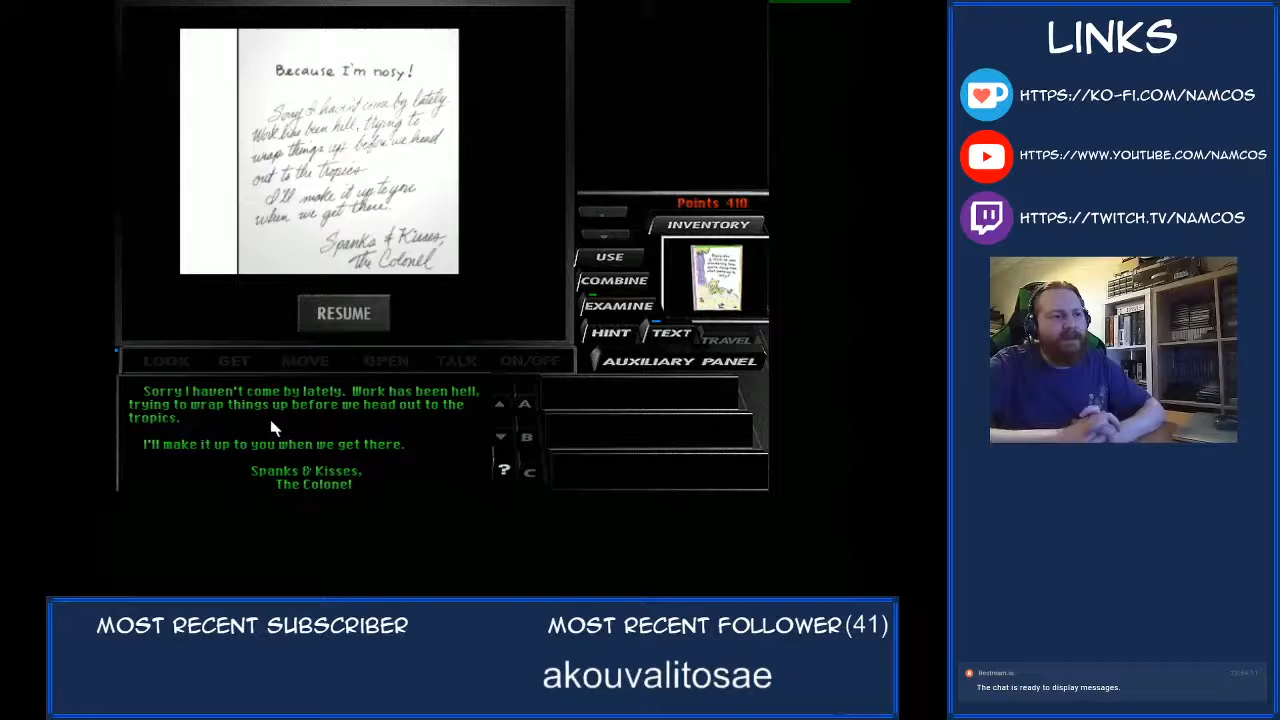 Because I'm nosy!
Sorry I haven't come by lately.
Work has been hell, trying to
wrap things up before we head
out to the tropics.
I'll make it up to you
when we get there.
Spanks & Kisses,
The Colonel
RESUME
Points 410
INVENTORY
USE
COMBINE
EXAMINE
HINT TEXT TRAVEL
AUXILIARY PANEL
LOOK GET MOVE OPEN TALK ON/OFF
Sorry I haven't come by lately. Work has been hell,
trying to wrap things up before we head out to the
tropics.
I'll make it up to you when we get there.
Spanks & Kisses,
The Colonel
A
B
? C
LINKS
HTTPS://KO-FI.COM/NAMCOS
HTTPS://WWW.YOUTUBE.COM/NAMCOS
HTTPS://TWITCH.TV/NAMCOS
MOST RECENT SUBSCRIBER
MOST RECENT FOLLOWER (41)
akouvalitosae
Restream.io
The chat is ready to display messages.